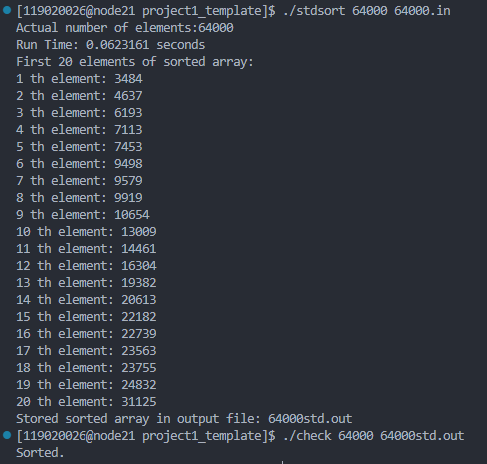 [119020026@node21 project1_template]$ ./stdsort 64000 64000.in
Actual number of elements:64000
Run Time: 0.0623161 seconds
First 20 elements of sorted array:
1 th element: 3484
2 th element: 4637
3 th element: 6193
4 th element: 7113
5 th element: 7453
6 th element: 9498
7 th element: 9579
8 th element: 9919
9 th element: 10654
10 th element: 13009
11 th element: 14461
12 th element: 16304
13 th element: 19382
14 th element: 20613
15 th element: 22182
16 th element: 22739
17 th element: 23563
18 th element: 23755
19 th element: 24832
20 th element: 31125
Stored sorted array in output file: 64000std.out
[119020026@node21 project1_template]$ ./check 64000 64000std.out
Sorted.